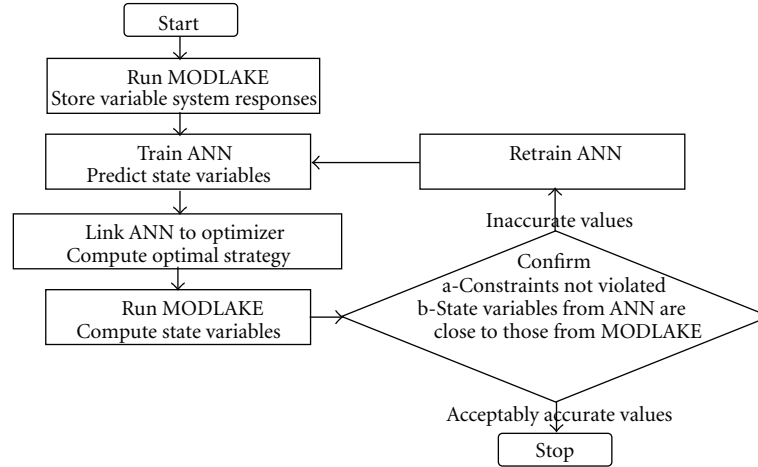 Start
Run MODLAKE
Store variable system responses
Train ANN
Predict state variables
Retrain ANN
Link ANN to optimizer
Compute optimal strategy
Inaccurate values
Run MODLAKE
Compute state variables
Confirm
a-Constraints not violated
b-State variables from ANN are
close to those from MODLAKE
Acceptably accurate values
Stop